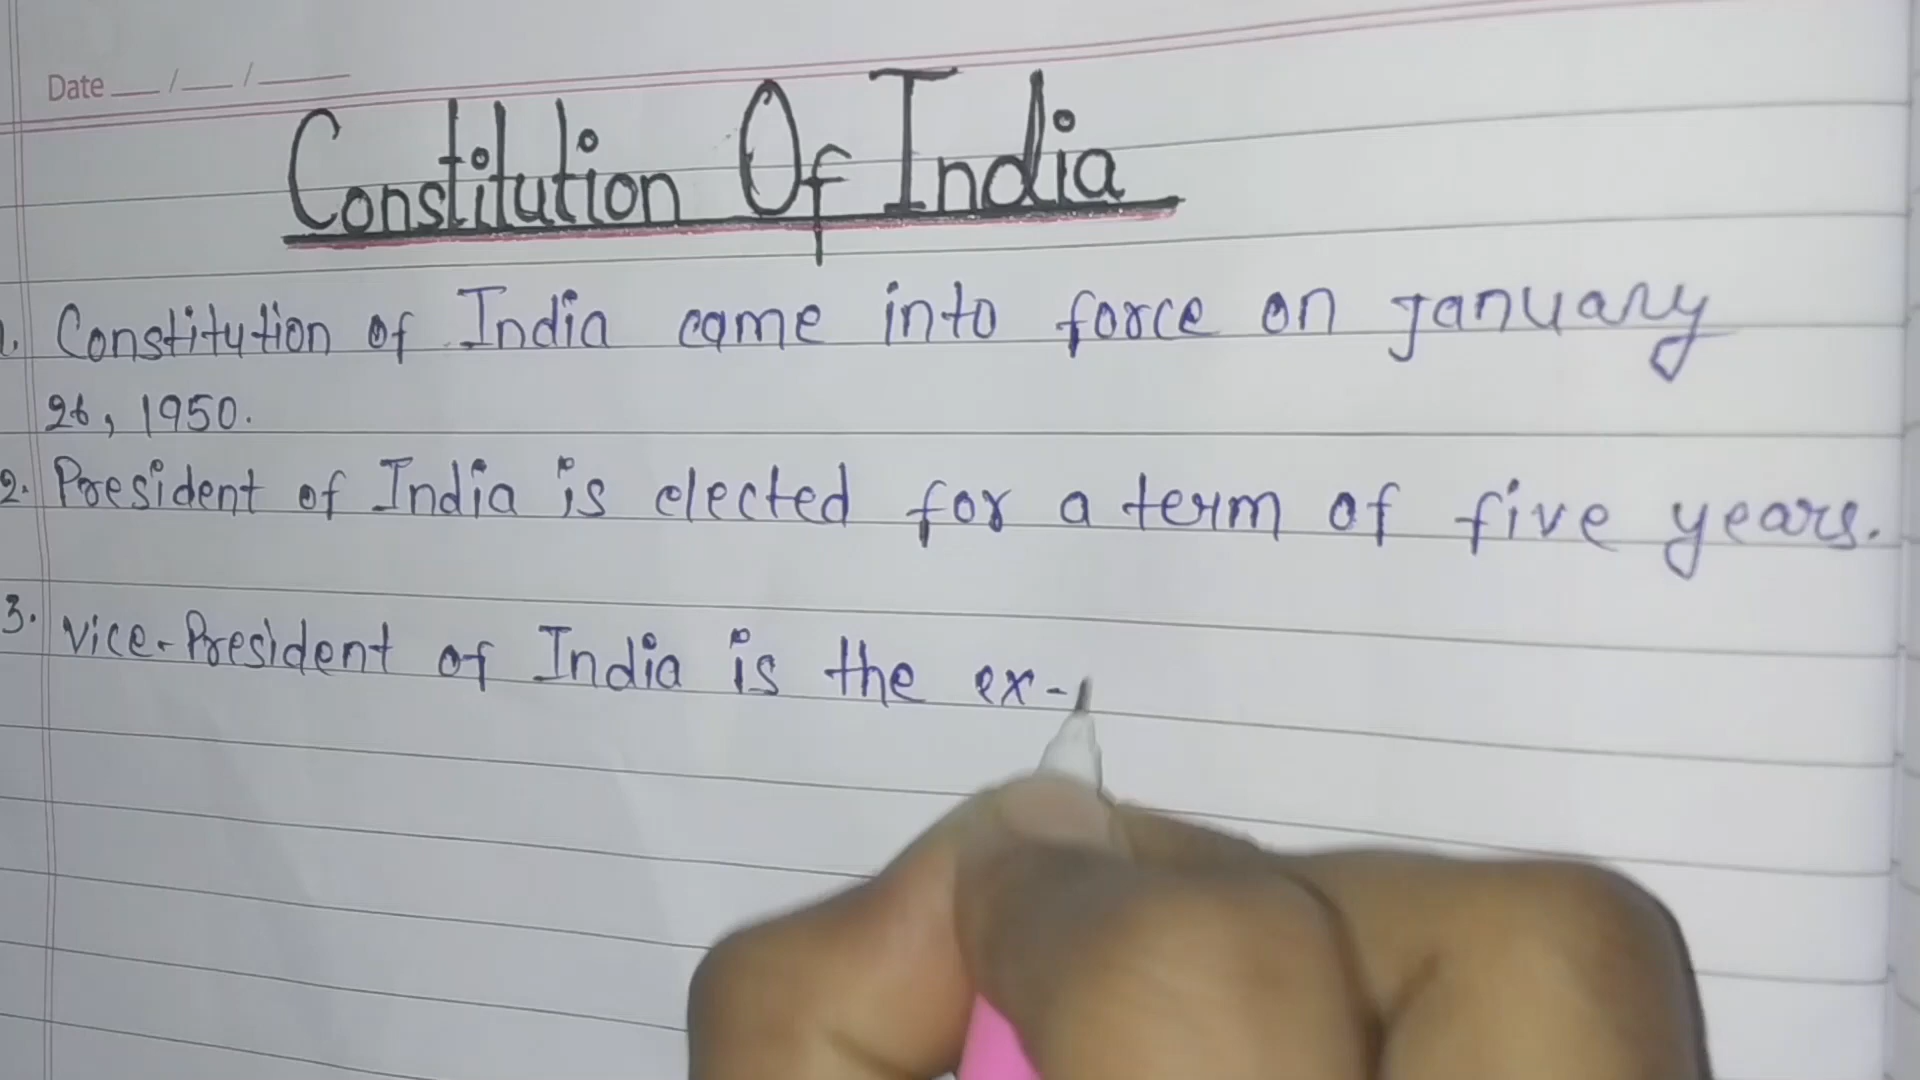 Date __/__/____
Constitution Of India
1. Constitution of India came into force on January
26, 1950.
2. President of India is elected for a term of five years.
3. Vice-President of India is the ex-